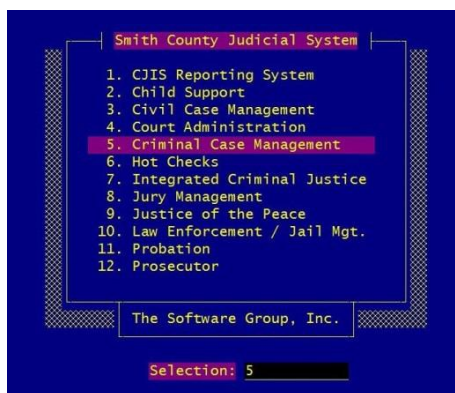 Smith County Judicial System
1. CJIS Reporting System
2. Child Support
3. Civil Case Management
4. Court Administration
5. Criminal Case Management
6. Hot Checks
7. Integrated Criminal Justice
8. Jury Management
9. Justice of the Peace
10. Law Enforcement / Jail Mgt.
11. Probation
12. Prosecutor
The Software Group, Inc.
Selection: 5